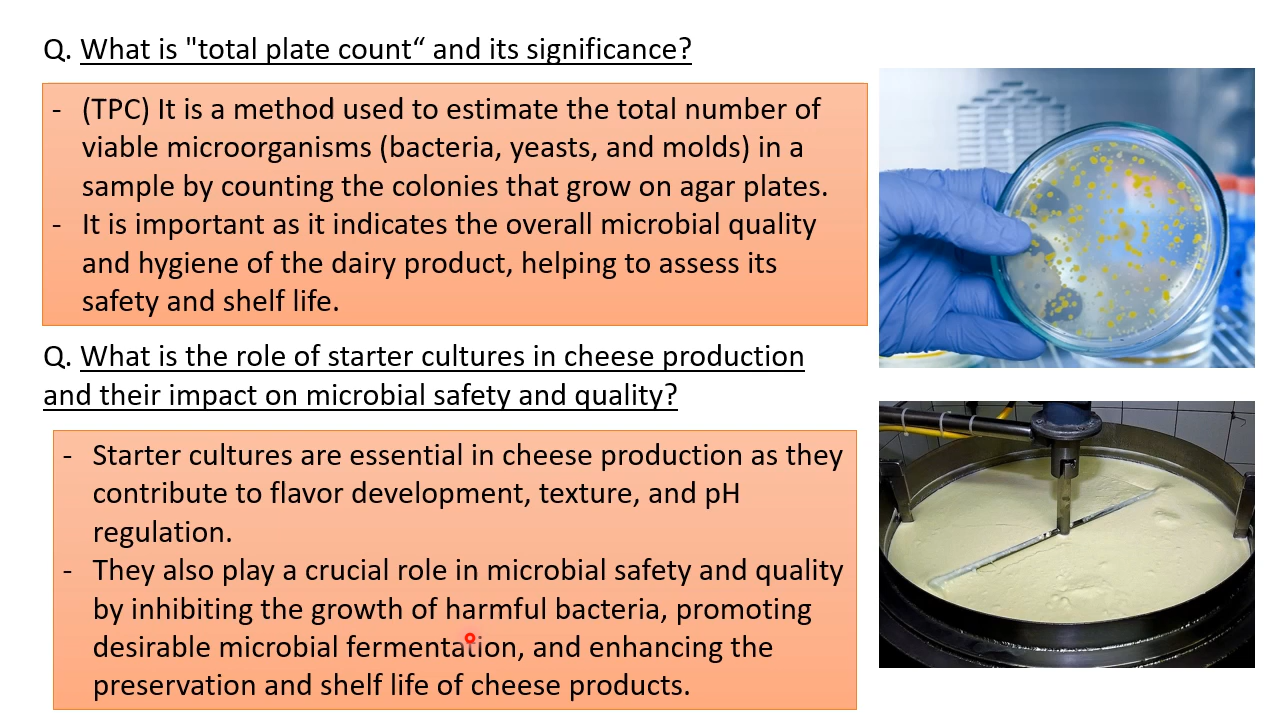 Q. What is "total plate count“ and its significance?
- (TPC) It is a method used to estimate the total number of
viable microorganisms (bacteria, yeasts, and molds) in a
sample by counting the colonies that grow on agar plates.
- It is important as it indicates the overall microbial quality
and hygiene of the dairy product, helping to assess its
safety and shelf life.
Q. What is the role of starter cultures in cheese production
and their impact on microbial safety and quality?
- Starter cultures are essential in cheese production as they
contribute to flavor development, texture, and pH
regulation.
- They also play a crucial role in microbial safety and quality
by inhibiting the growth of harmful bacteria, promoting
desirable microbial fermentation, and enhancing the
preservation and shelf life of cheese products.